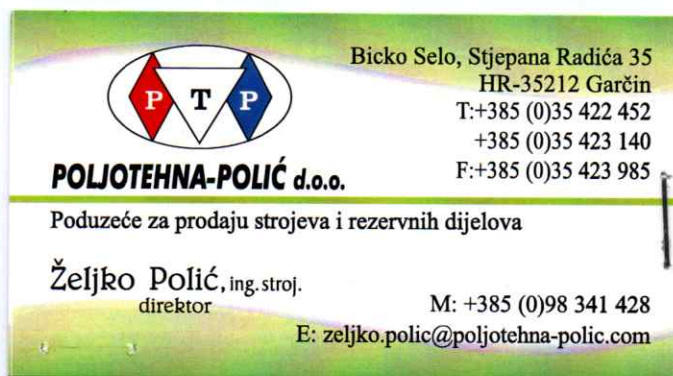 P T P
POLJOTEHNA-POLIĆ d.o.o.
Bicko Selo, Stjepana Radića 35
HR-35212 Garčin
T:+385 (0)35 422 452
+385 (0)35 423 140
F:+385 (0)35 423 985
Poduzeće za prodaju strojeva i rezervnih dijelova
Željko Polić, ing.stroj.
direktor
M: +385 (0)98 341 428
E: zeljko.polic@poljotehna-polic.com